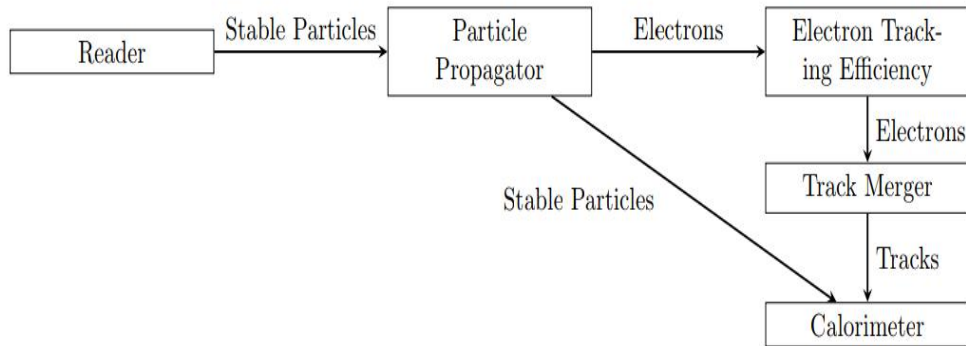 Reader
Stable Particles
Particle
Propagator
Electrons
Electron Track-
ing Efficiency
Electrons
Track Merger
Stable Particles
Tracks
Calorimeter